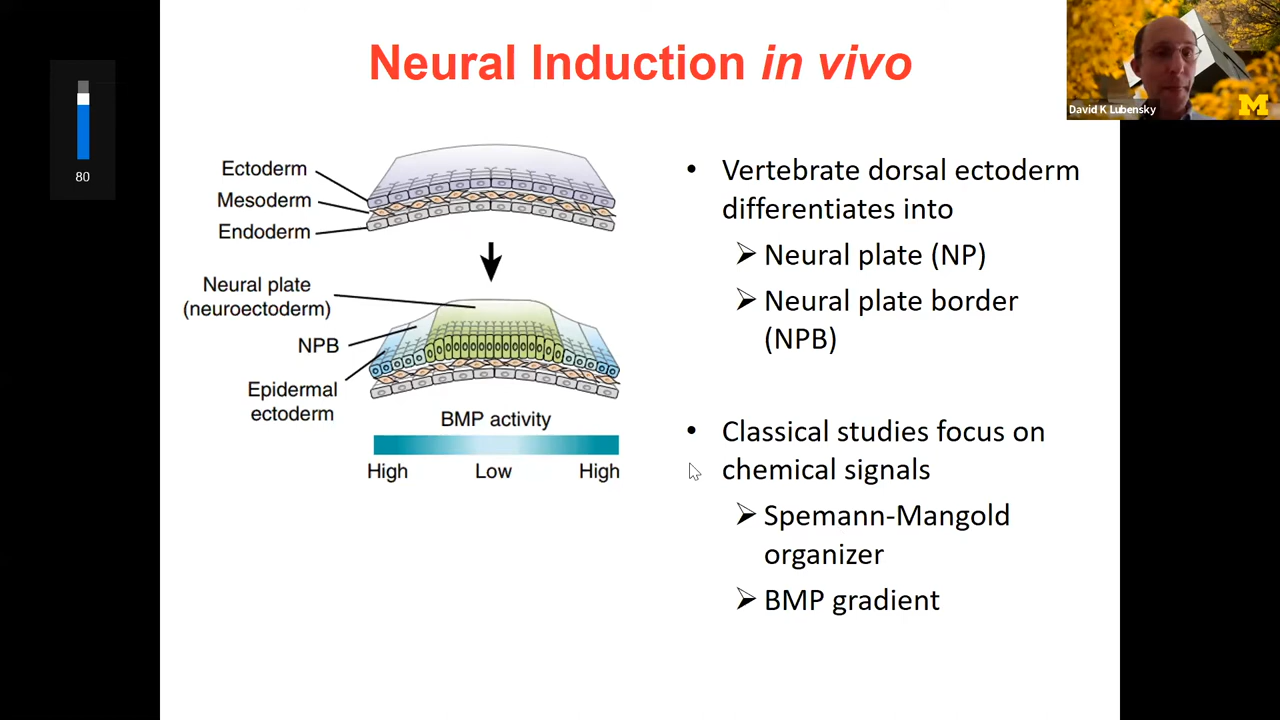 Neural Induction in vivo
David K Lubensky
M
80
Ectoderm
Mesoderm
Endoderm
Neural plate
(neuroectoderm)
NPB
Epidermal
ectoderm
BMP activity
High Low High
• Vertebrate dorsal ectoderm
differentiates into
➢ Neural plate (NP)
➢ Neural plate border
(NPB)
• Classical studies focus on
chemical signals
➢ Spemann-Mangold
organizer
➢ BMP gradient